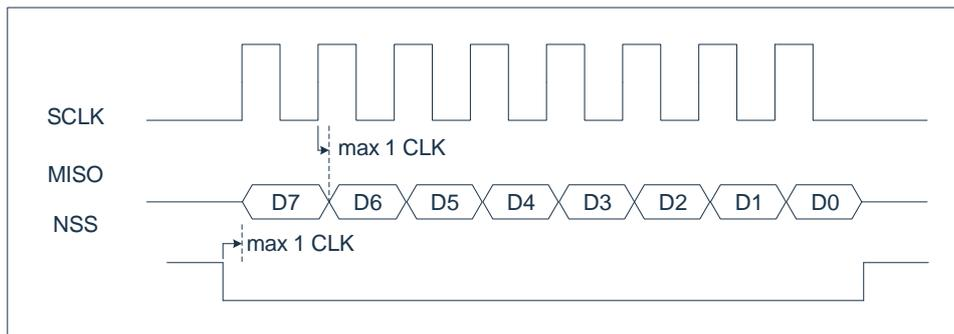 SCLK
max 1 CLK
MISO
D7 D6 D5 D4 D3 D2 D1 D0
NSS
max 1 CLK